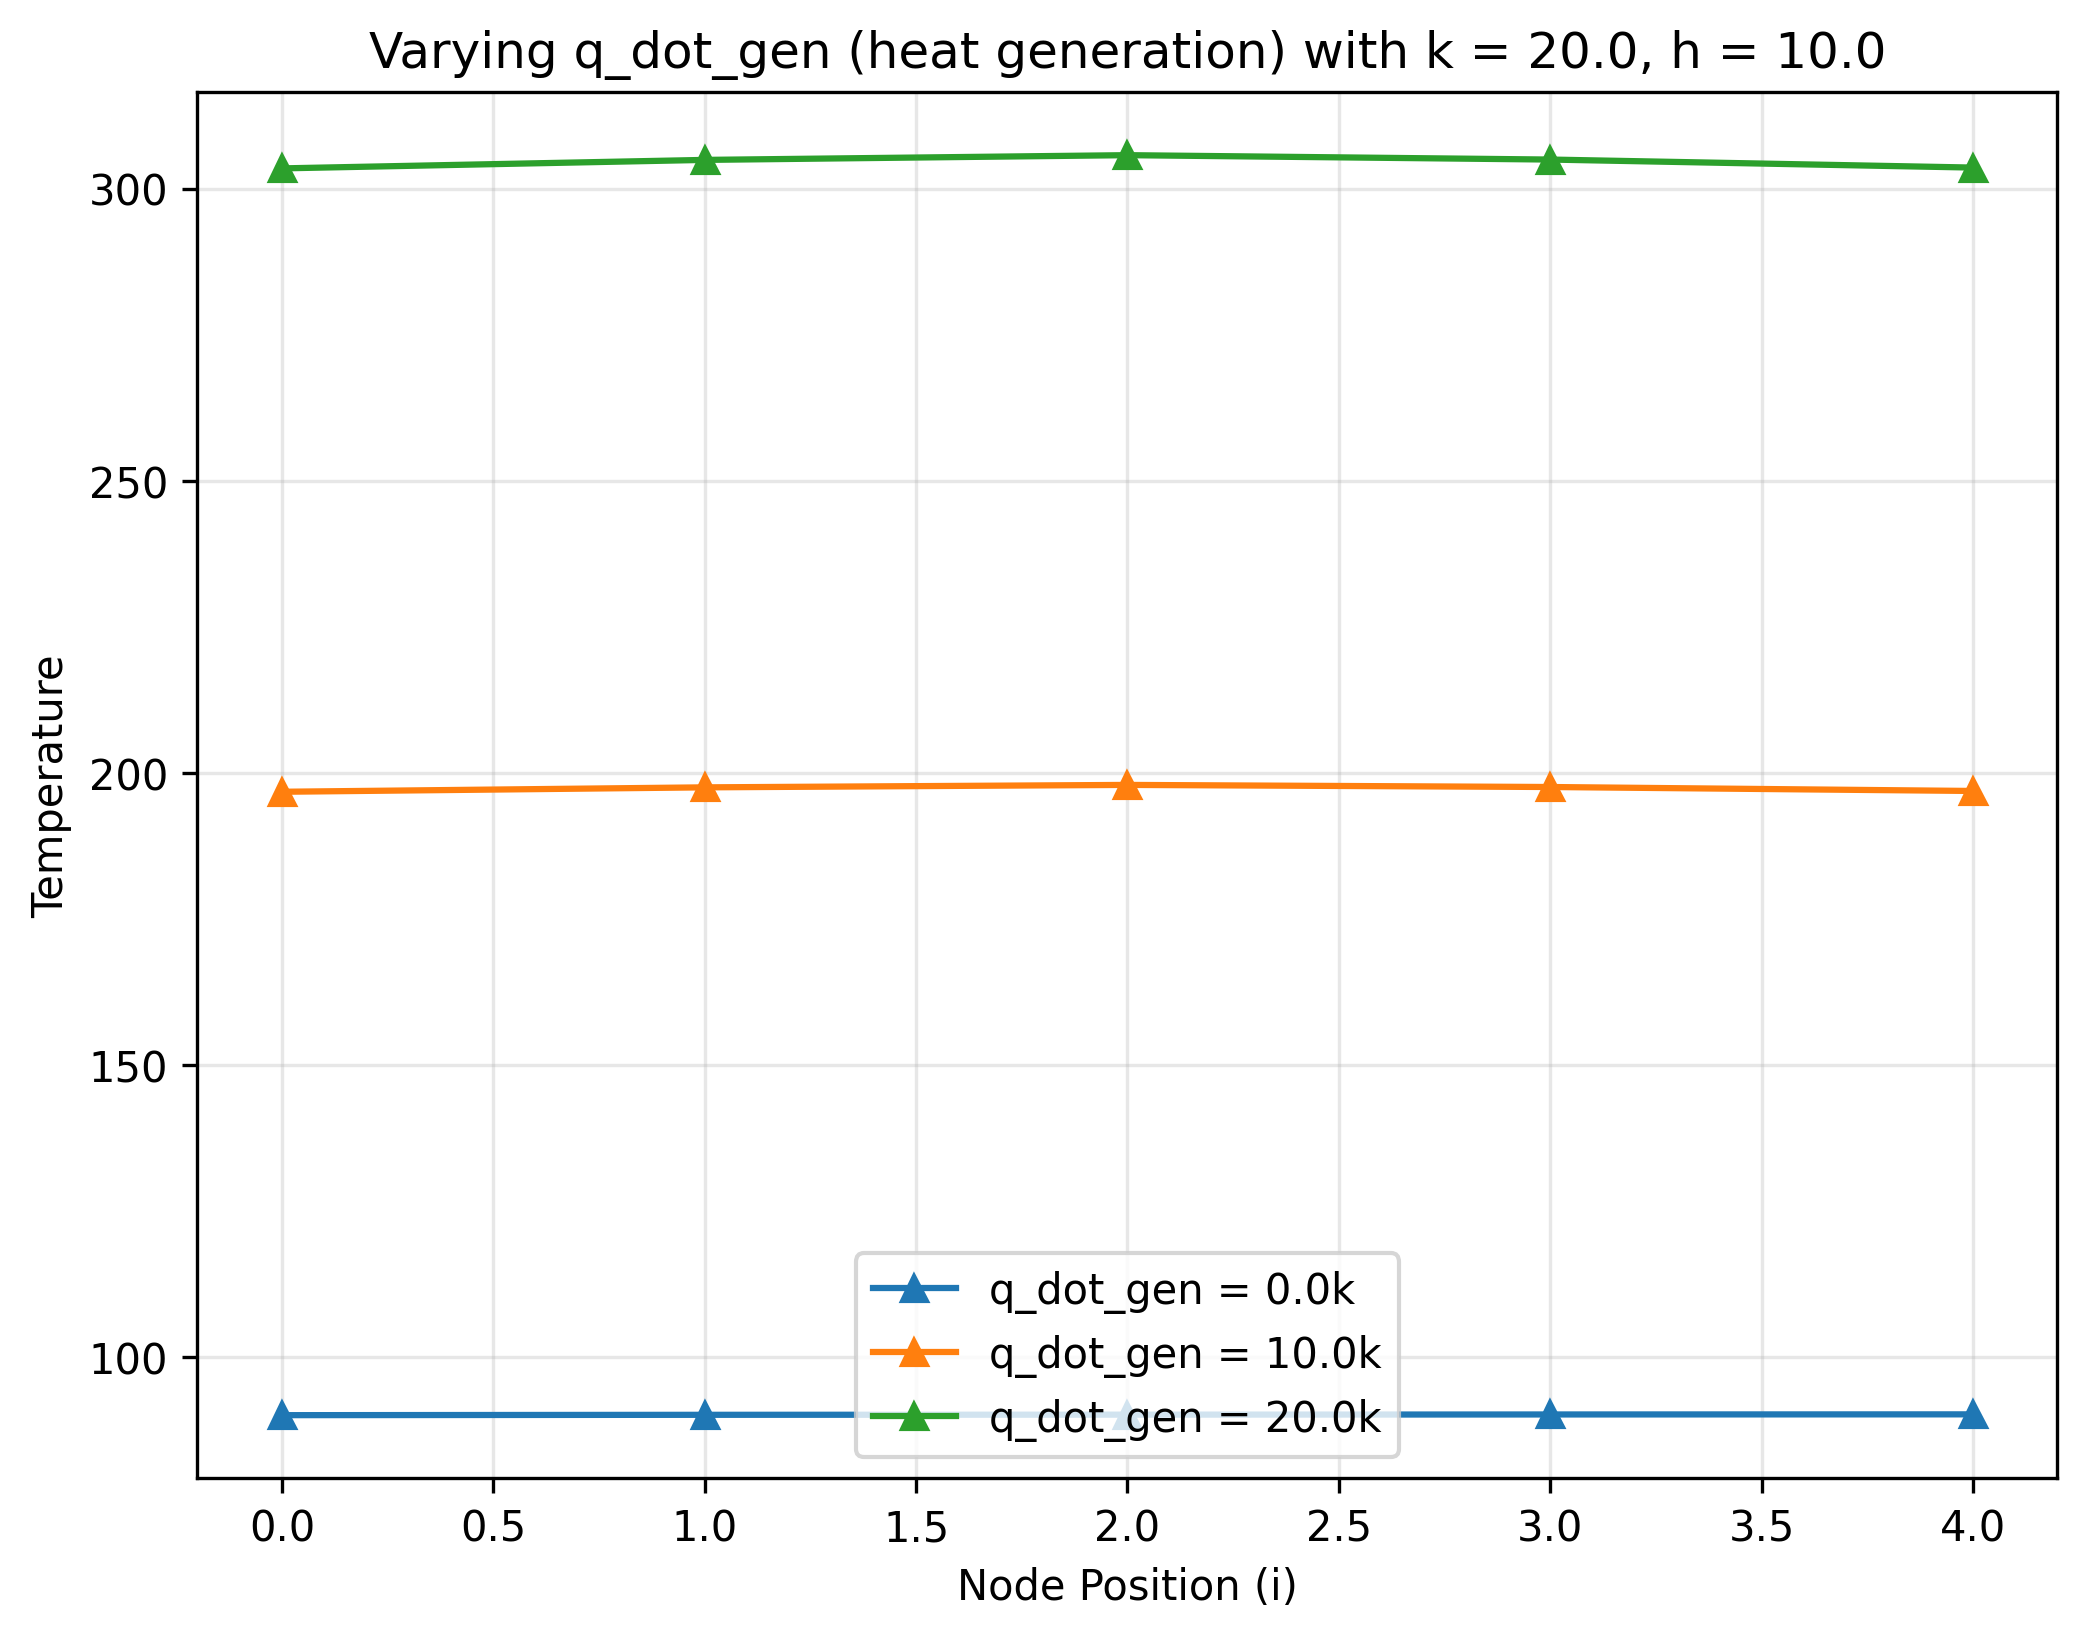 Varying q_dot_gen (heat generation) with k = 20.0, h = 10.0
300
250
200
150
100
Temperature
q_dot_gen = 0.0k
q_dot_gen = 10.0k
q_dot_gen = 20.0k
0.0 0.5 1.0 1.5 2.0 2.5 3.0 3.5 4.0
Node Position (i)